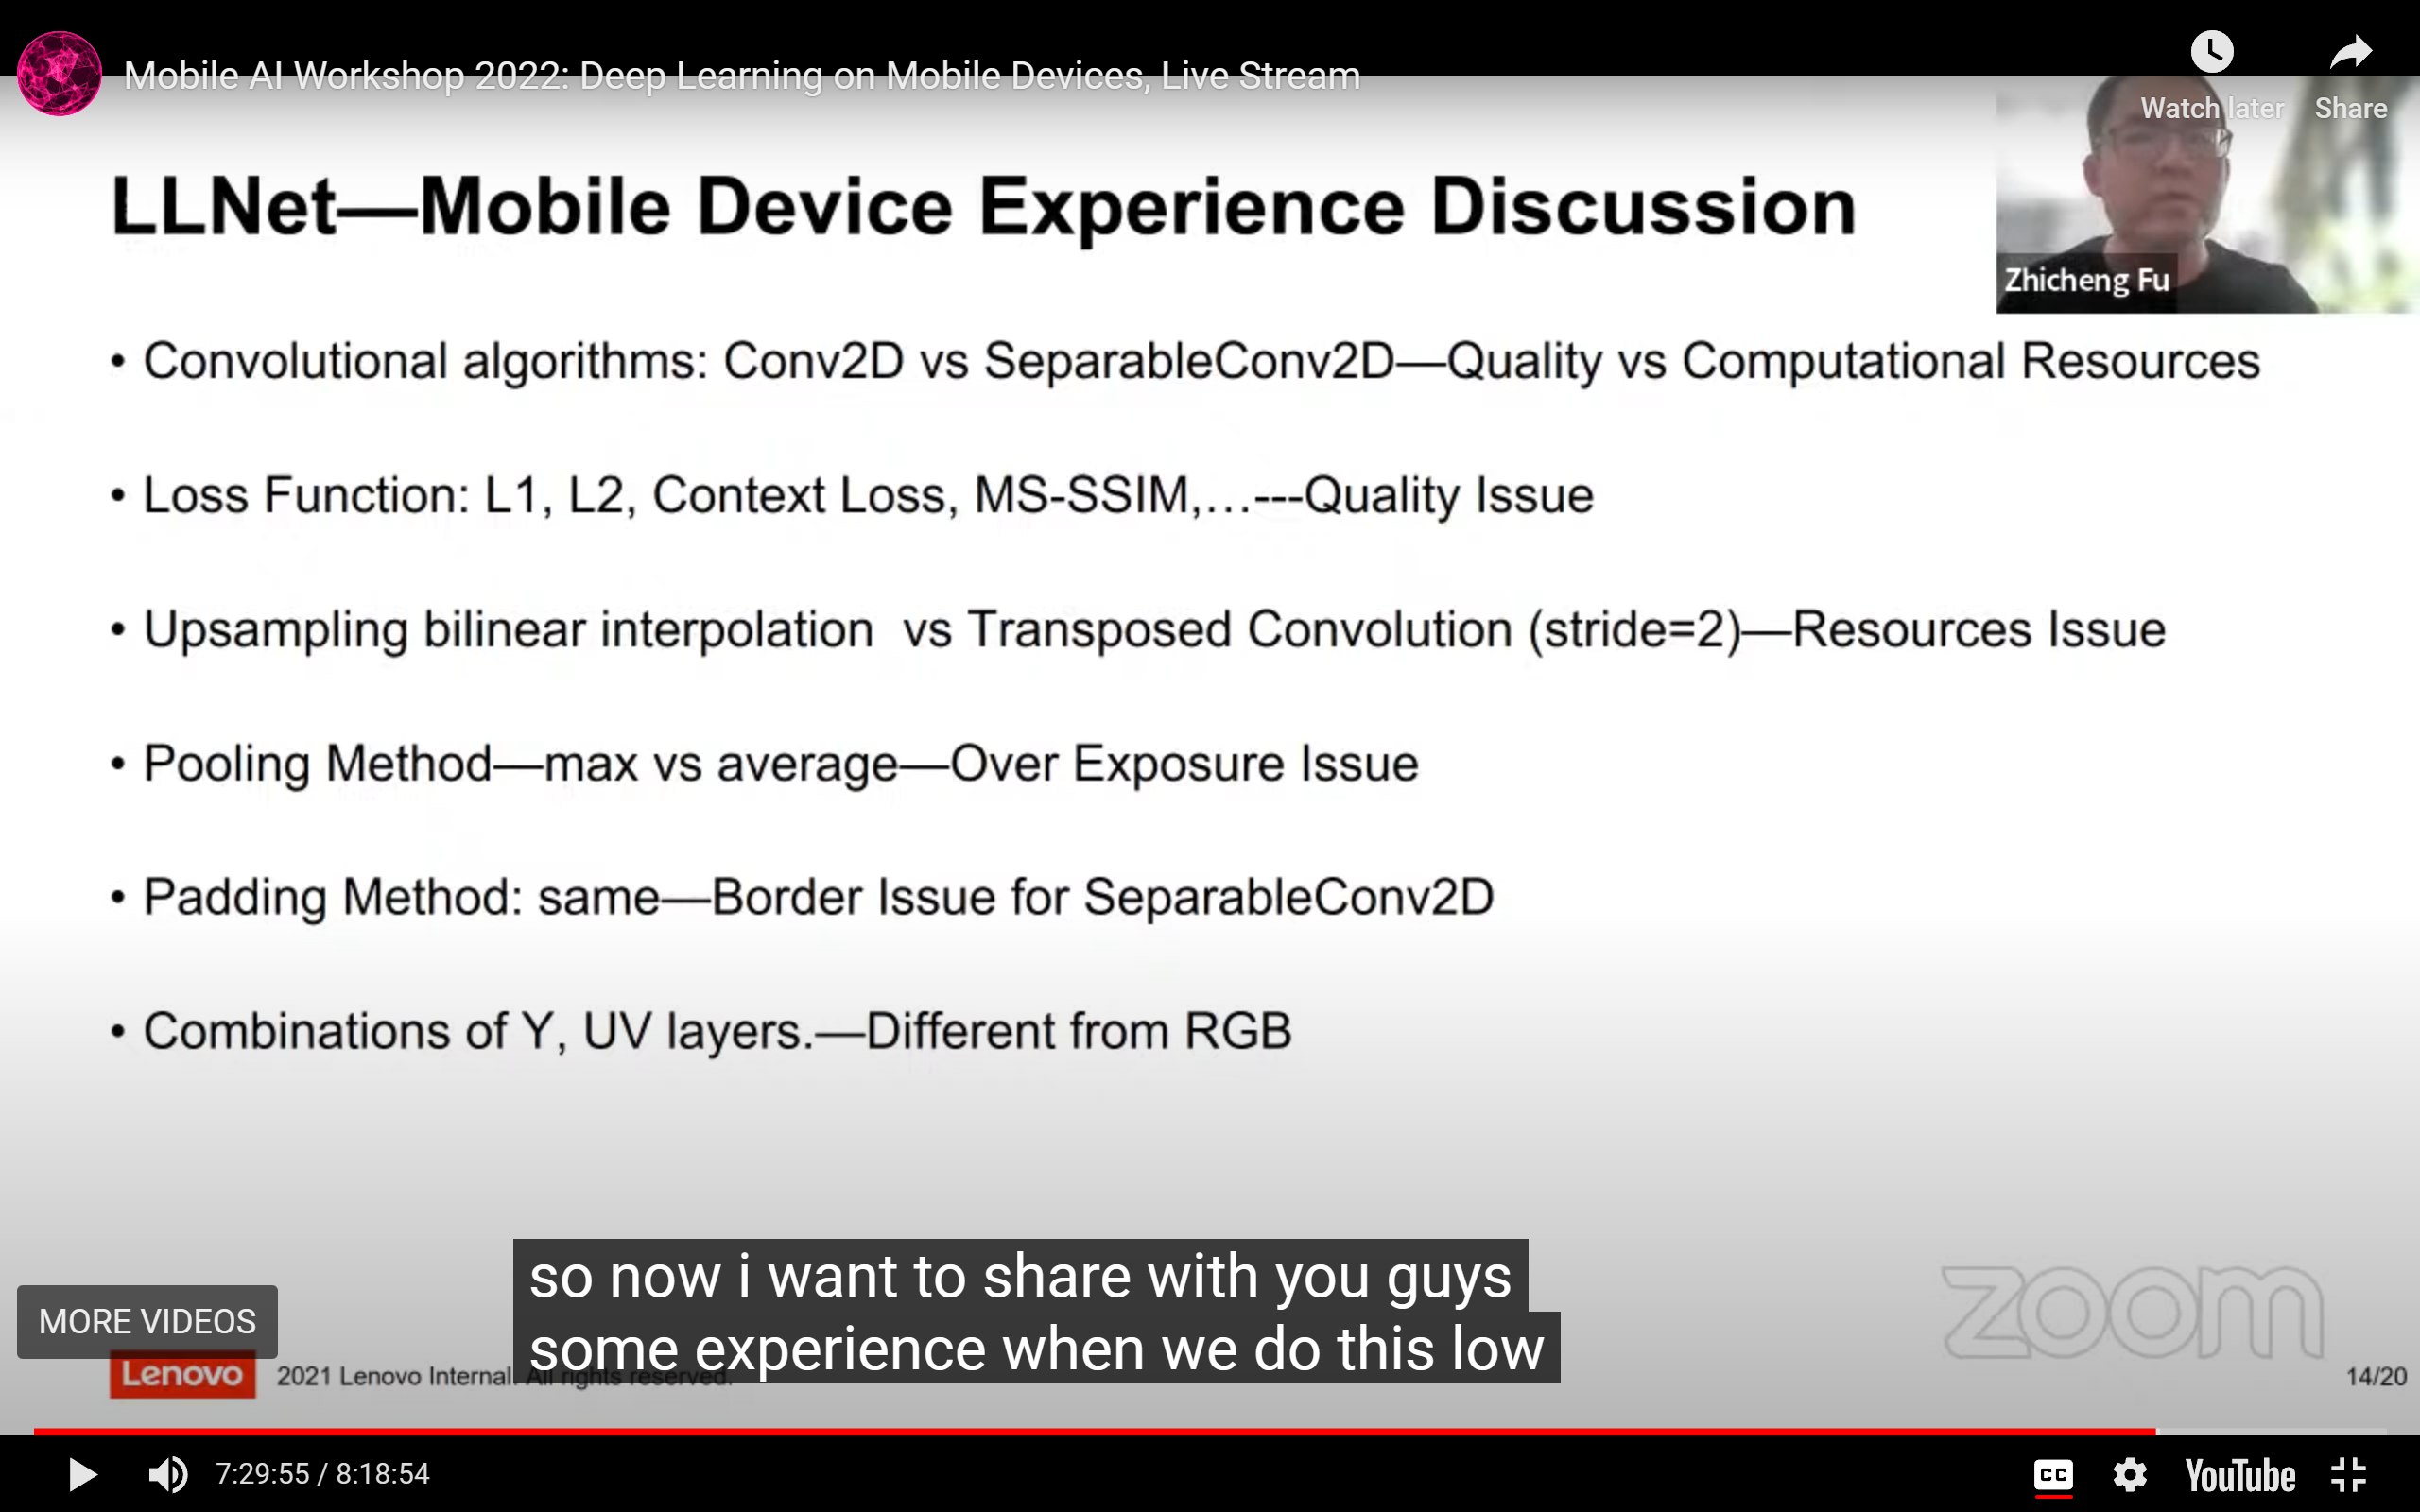 Mobile AI Workshop 2022: Deep Learning on Mobile Devices, Live Stream
Watch later Share
LLNet—Mobile Device Experience Discussion
Zhicheng Fu
• Convolutional algorithms: Conv2D vs SeparableConv2D—Quality vs Computational Resources
• Loss Function: L1, L2, Context Loss, MS-SSIM,…---Quality Issue
• Upsampling bilinear interpolation vs Transposed Convolution (stride=2)—Resources Issue
• Pooling Method—max vs average—Over Exposure Issue
• Padding Method: same—Border Issue for SeparableConv2D
• Combinations of Y, UV layers.—Different from RGB
so now i want to share with you guys
some experience when we do this low
MORE VIDEOS
zoom
Lenovo 2021 Lenovo Internal. All rights reserved.
14/20
7:29:55 / 8:18:54
CC
YouTube